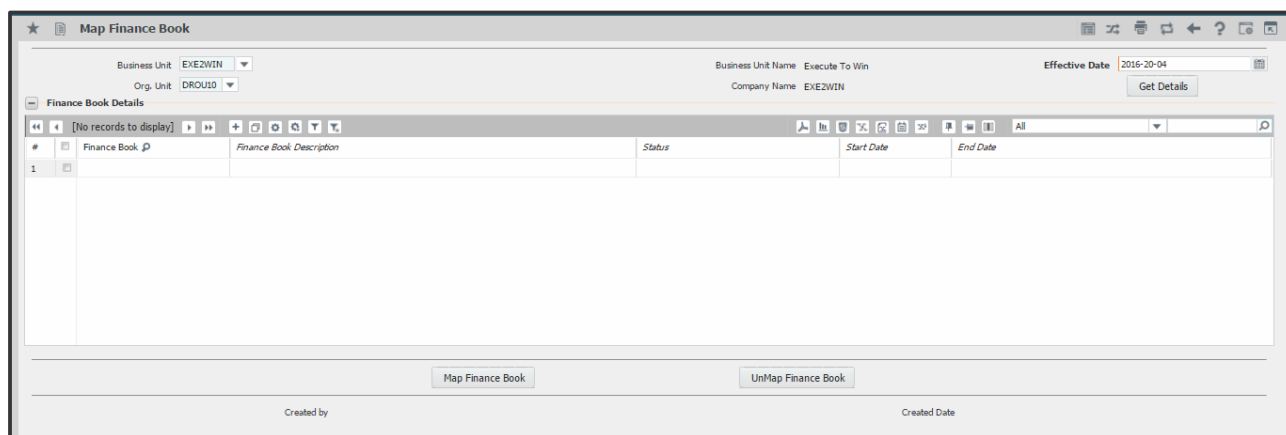 Map Finance Book
Business Unit EXE2WIN Business Unit Name Execute To Win Effective Date 2016-20-04
Org. Unit DROU10 Company Name EXE2WIN Get Details
Finance Book Details
[No records to display] All
# Finance Book Finance Book Description Status Start Date End Date
1
Map Finance Book UnMap Finance Book
Created by Created Date